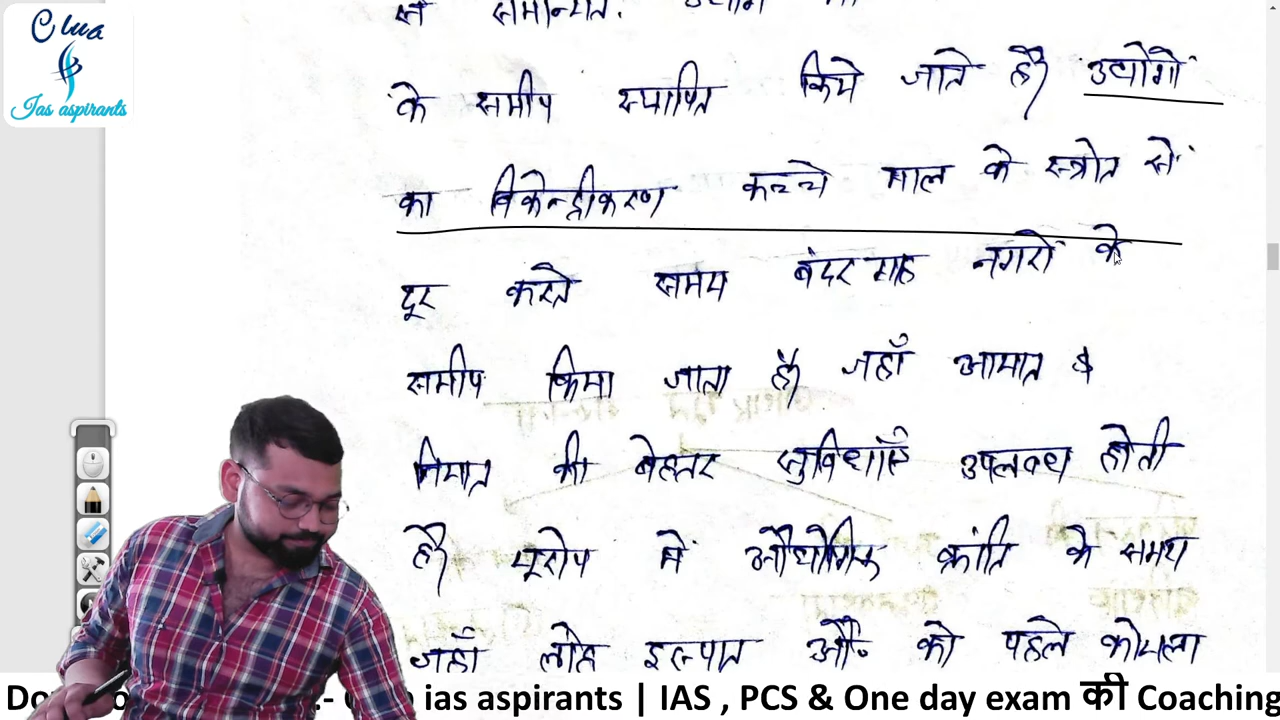 Clua
Ias aspirants
के समीप स्थापित किये जाते है। उद्योगो
का विकेन्द्रीकरण कच्चे माल के स्त्रोत से
दूर करते समय बंदरगाह नगरों के
समीप किया जाता है। जहाँ आयात &
निर्यात की बेहतर सुविधाएँ उपलब्ध होती
है। यूरोप में औद्योगिक क्रांति के समय
जहाँ लोह इस्पात औ॰ को पहले कोयला
ias aspirants | IAS , PCS & One day exam की Coaching